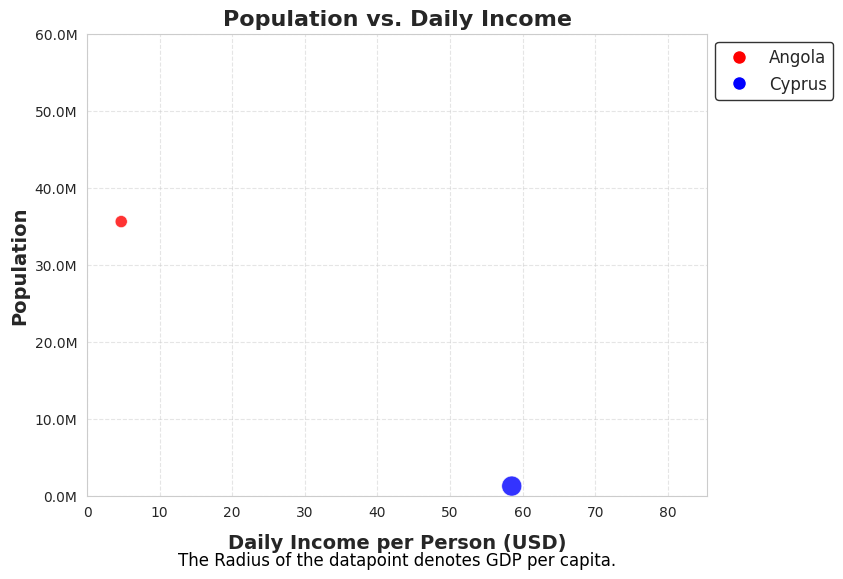 Population vs. Daily Income
60.0M
50.0M
40.0M
30.0M
20.0M
10.0M
0.0M
Population
0 10 20 30 40 50 60 70 80
Daily Income per Person (USD)
The Radius of the datapoint denotes GDP per capita.
Angola
Cyprus